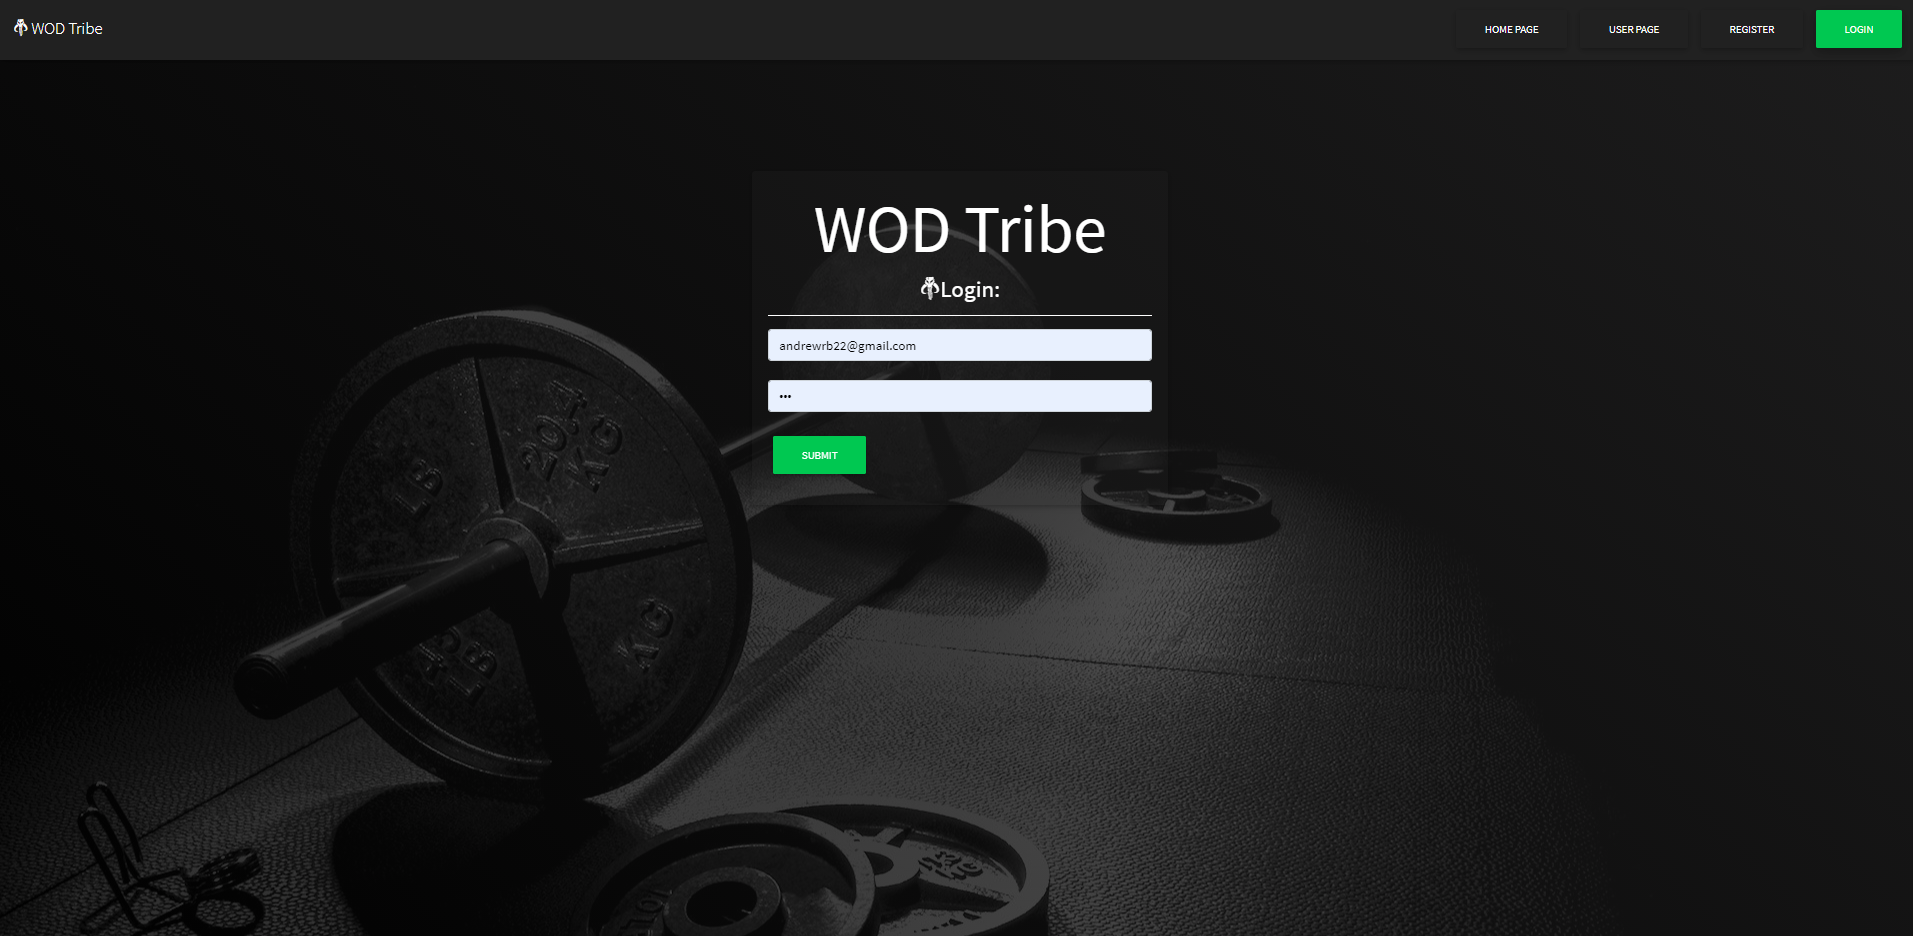 WOD Tribe
HOME PAGE
USER PAGE
REGISTER
LOGIN
WOD Tribe
Login:
andrewrb22@gmail.com
•••
SUBMIT
20.4
KG
LB
KG
LB